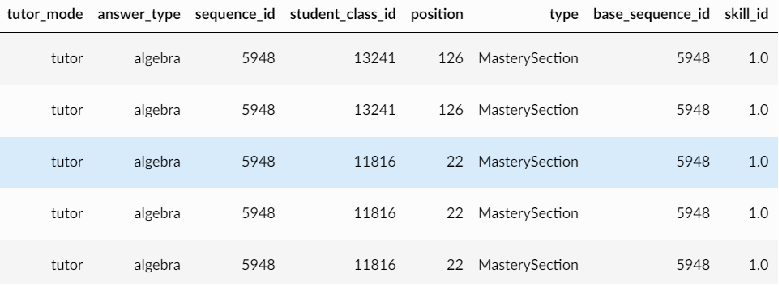 tutor_mode answer_type sequence_id student_class_id position type base_sequence_id skill_id
tutor algebra 5948 13241 126 MasterySection 5948 1.0
tutor algebra 5948 13241 126 MasterySection 5948 1.0
tutor algebra 5948 11816 22 MasterySection 5948 1.0
tutor algebra 5948 11816 22 MasterySection 5948 1.0
tutor algebra 5948 11816 22 MasterySection 5948 1.0